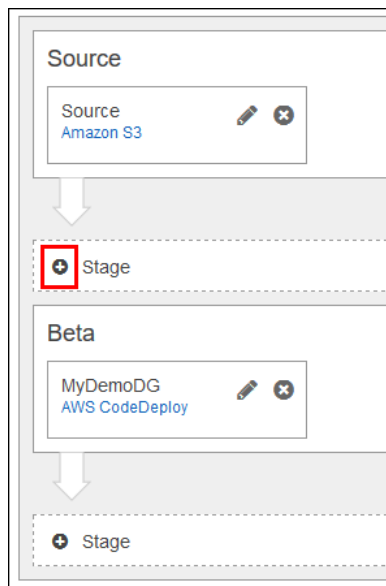 Source
Source
Amazon S3
Stage
Beta
MyDemoDG
AWS CodeDeploy
Stage